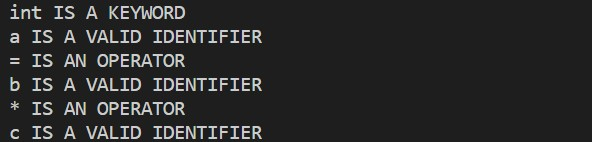 int IS A KEYWORD
a IS A VALID IDENTIFIER
= IS AN OPERATOR
b IS A VALID IDENTIFIER
* IS AN OPERATOR
c IS A VALID IDENTIFIER